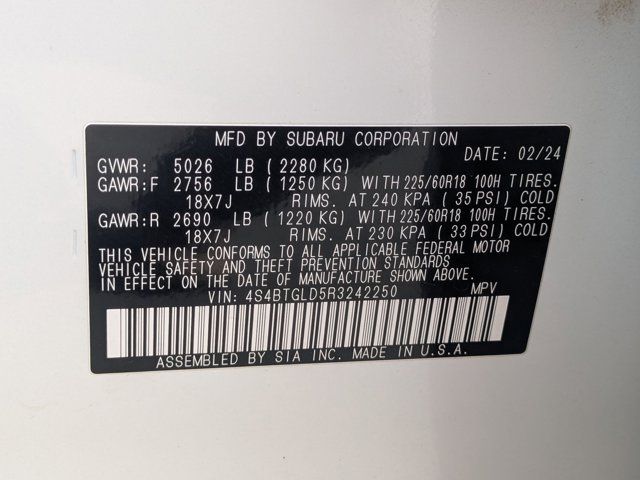 MFD BY SUBARU CORPORATION
DATE: 02/24
GVWR: 5026 LB (2280 KG)
GAWR:F 2756 LB (1250 KG) WITH 225/60R18 100H TIRES.
18X7J RIMS. AT 240 KPA (35 PSI) COLD
GAWR:R 2690 LB (1220 KG) WITH 225/60R18 100H TIRES.
18X7J RIMS. AT 230 KPA (33 PSI) COLD
THIS VEHICLE CONFORMS TO ALL APPLICABLE FEDERAL MOTOR
VEHICLE SAFETY AND THEFT PREVENTION STANDARDS
IN EFFECT ON THE DATE OF MANUFACTURE SHOWN ABOVE.
VIN: 4S4BTGLD5R3242250 MPV
ASSEMBLED BY SIA INC. MADE IN U.S.A.